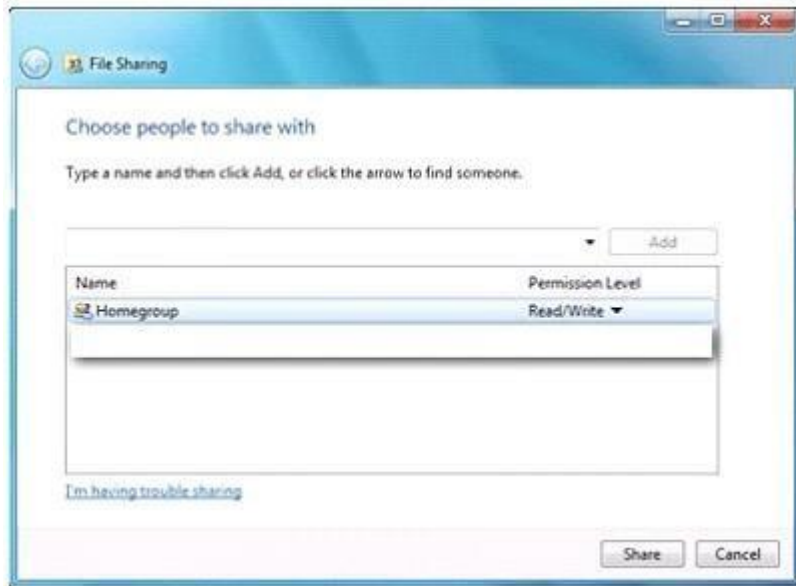 File Sharing
Choose people to share with
Type a name and then click Add, or click the arrow to find someone.
Add
Name Permission Level
Homegroup Read/Write
I'm having trouble sharing
Share Cancel